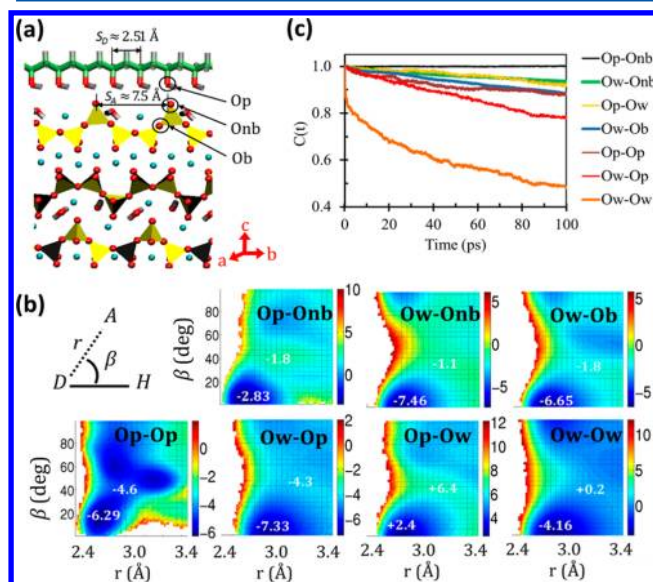 (a)
S_D ≈ 2.51 Å
S_A ≈ 7.5 Å
Op
Onb
Ob
c
a
b
(c)
C(t)
1.0
0.8
0.6
0.4
0 20 40 60 80 100
Time (ps)
Op-Onb
Ow-Onb
Op-Ow
Ow-Ob
Op-Op
Ow-Op
Ow-Ow
(b)
A
r
β
D H
β (deg)
80
60
40
20
Op-Onb
-1.8
-2.83
10
5
0
Ow-Onb
-1.1
-7.46
5
0
-5
Ow-Ob
-1.8
-6.65
5
0
-5
β (deg)
80
60
40
20
0
Op-Op
-4.6
-6.29
0
-2
-4
-6
Ow-Op
-4.3
-7.33
2
0
-2
-4
-6
Op-Ow
+6.4
+2.4
12
10
8
6
4
Ow-Ow
+0.2
-4.16
6
4
2
0
-2
-4
2.4 3.0 3.4
r (Å)
2.4 3.0 3.4
r (Å)
2.4 3.0 3.4
r (Å)
2.4 3.0 3.4
r (Å)